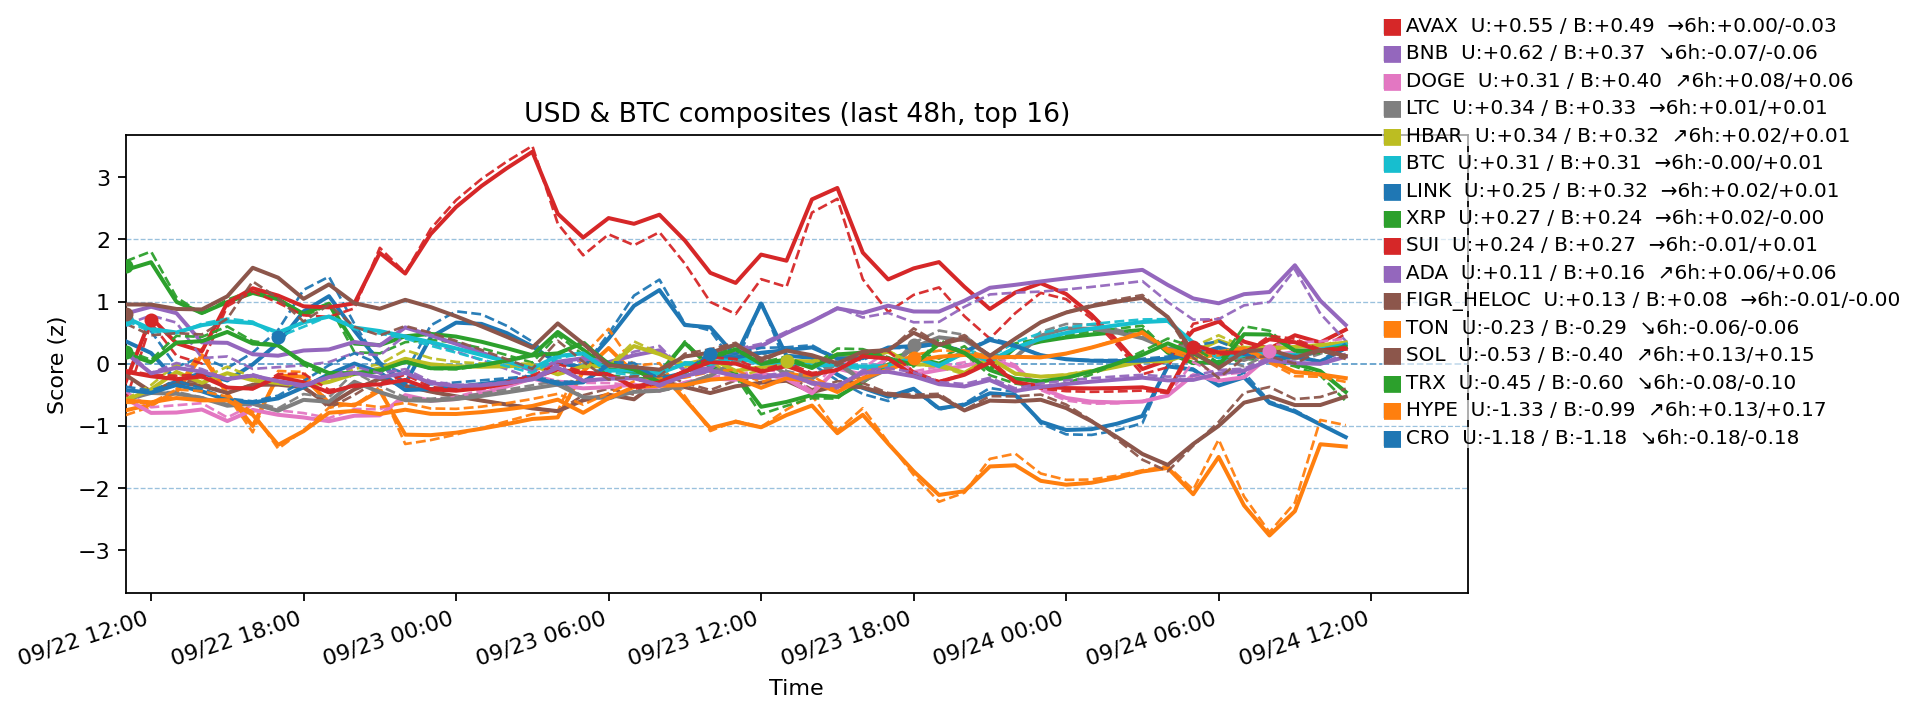 AVAX  U:+0.55 / B:+0.49  →6h:+0.00/-0.03
BNB  U:+0.62 / B:+0.37  ↘6h:-0.07/-0.06
DOGE  U:+0.31 / B:+0.40  ↗6h:+0.08/+0.06
LTC  U:+0.34 / B:+0.33  →6h:+0.01/+0.01
HBAR  U:+0.34 / B:+0.32  ↗6h:+0.02/+0.01
BTC  U:+0.31 / B:+0.31  →6h:-0.00/+0.01
LINK  U:+0.25 / B:+0.32  →6h:+0.02/+0.01
XRP  U:+0.27 / B:+0.24  →6h:+0.02/-0.00
SUI  U:+0.24 / B:+0.27  →6h:-0.01/+0.01
ADA  U:+0.11 / B:+0.16  ↗6h:+0.06/+0.06
FIGR_HELOC  U:+0.13 / B:+0.08  →6h:-0.01/-0.00
TON  U:-0.23 / B:-0.29  ↘6h:-0.06/-0.06
SOL  U:-0.53 / B:-0.40  ↗6h:+0.13/+0.15
TRX  U:-0.45 / B:-0.60  ↘6h:-0.08/-0.10
HYPE  U:-1.33 / B:-0.99  ↗6h:+0.13/+0.17
CRO  U:-1.18 / B:-1.18  ↘6h:-0.18/-0.18
USD & BTC composites (last 48h, top 16)
Score (z)
3
2
1
0
−1
−2
−3
09/22 12:00
09/22 18:00
09/23 00:00
09/23 06:00
09/23 12:00
09/23 18:00
09/24 00:00
09/24 06:00
09/24 12:00
Time